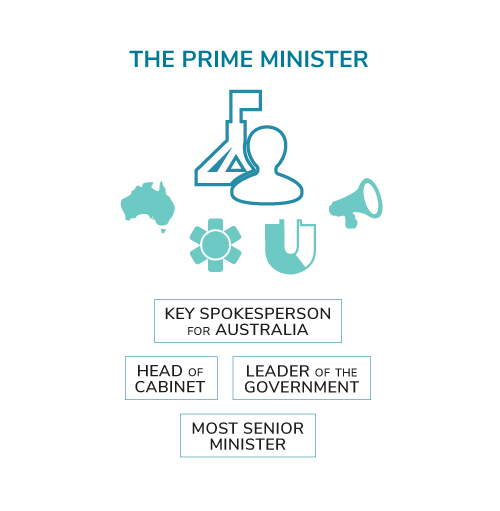 THE PRIME MINISTER
KEY SPOKESPERSON
FOR AUSTRALIA
HEAD OF
CABINET
LEADER OF THE
GOVERNMENT
MOST SENIOR
MINISTER